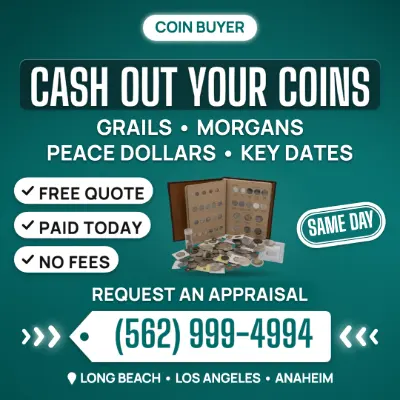 COIN BUYER
CASH OUT YOUR COINS
GRAILS • MORGANS
PEACE DOLLARS • KEY DATES
FREE QUOTE
PAID TODAY
NO FEES
SAME DAY
REQUEST AN APPRAISAL
(562) 999-4994
LONG BEACH • LOS ANGELES • ANAHEIM